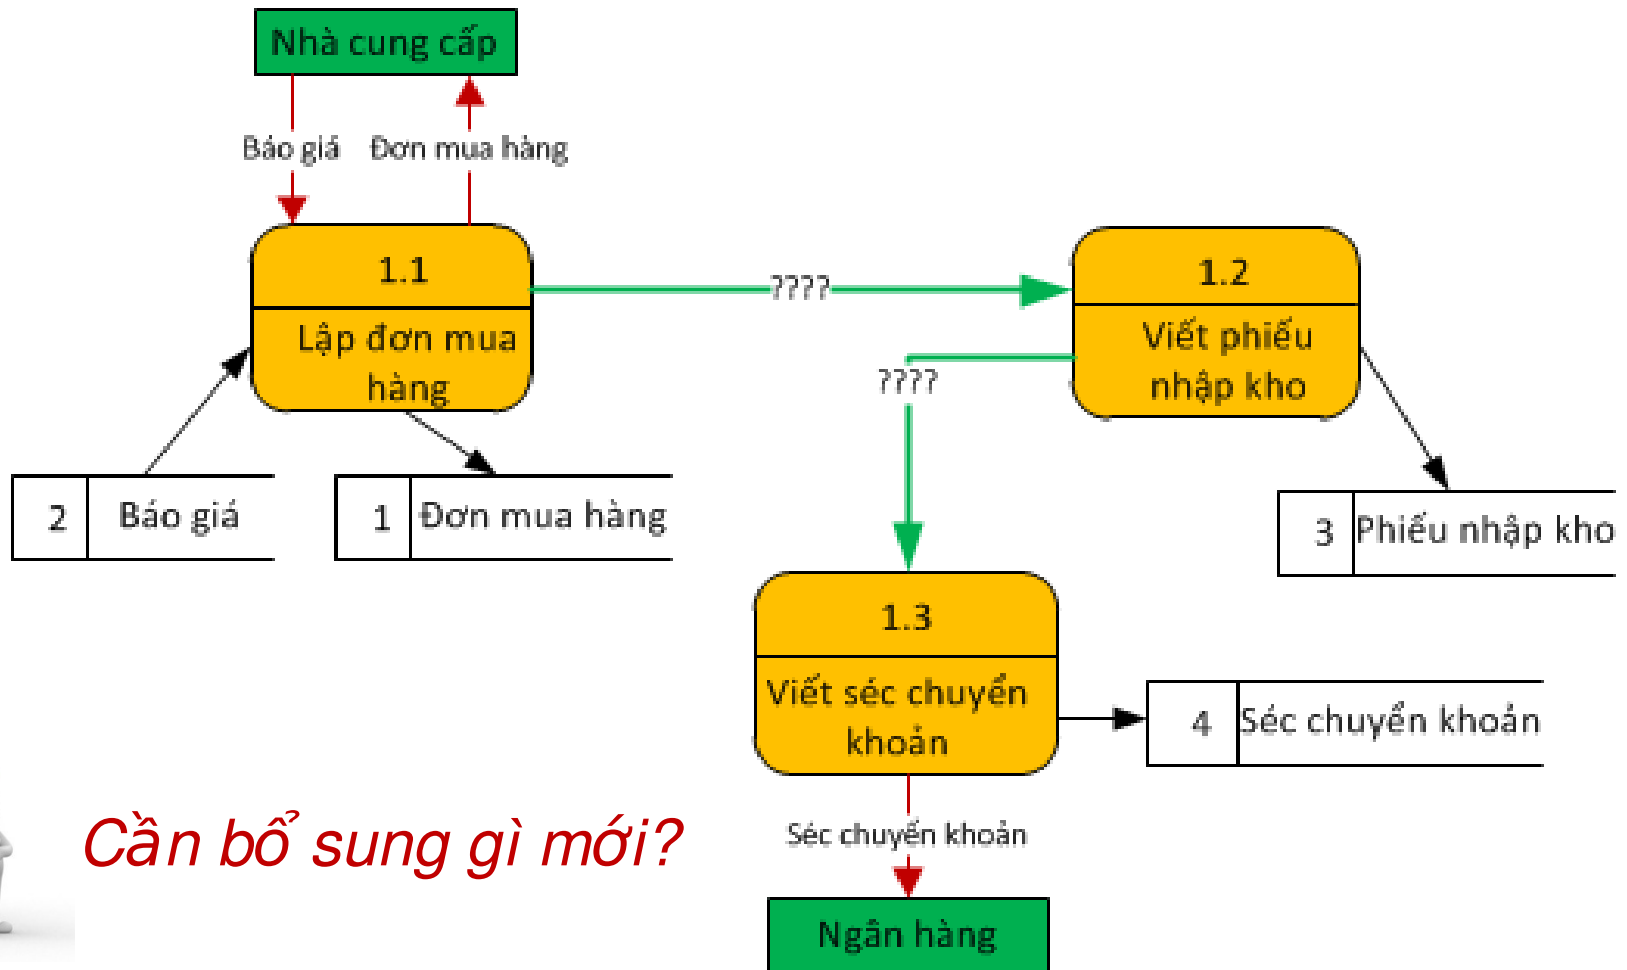 Nhà cung cấp
Báo giá
Đơn mua hàng
1.1
Lập đơn mua
hàng
????
1.2
Viết phiếu
nhập kho
????
2
Báo giá
1
Đơn mua hàng
3
Phiếu nhập kho
1.3
Viết séc chuyển
khoản
4
Séc chuyển khoản
Cần bổ sung gì mới?
Séc chuyển khoản
Ngân hàng